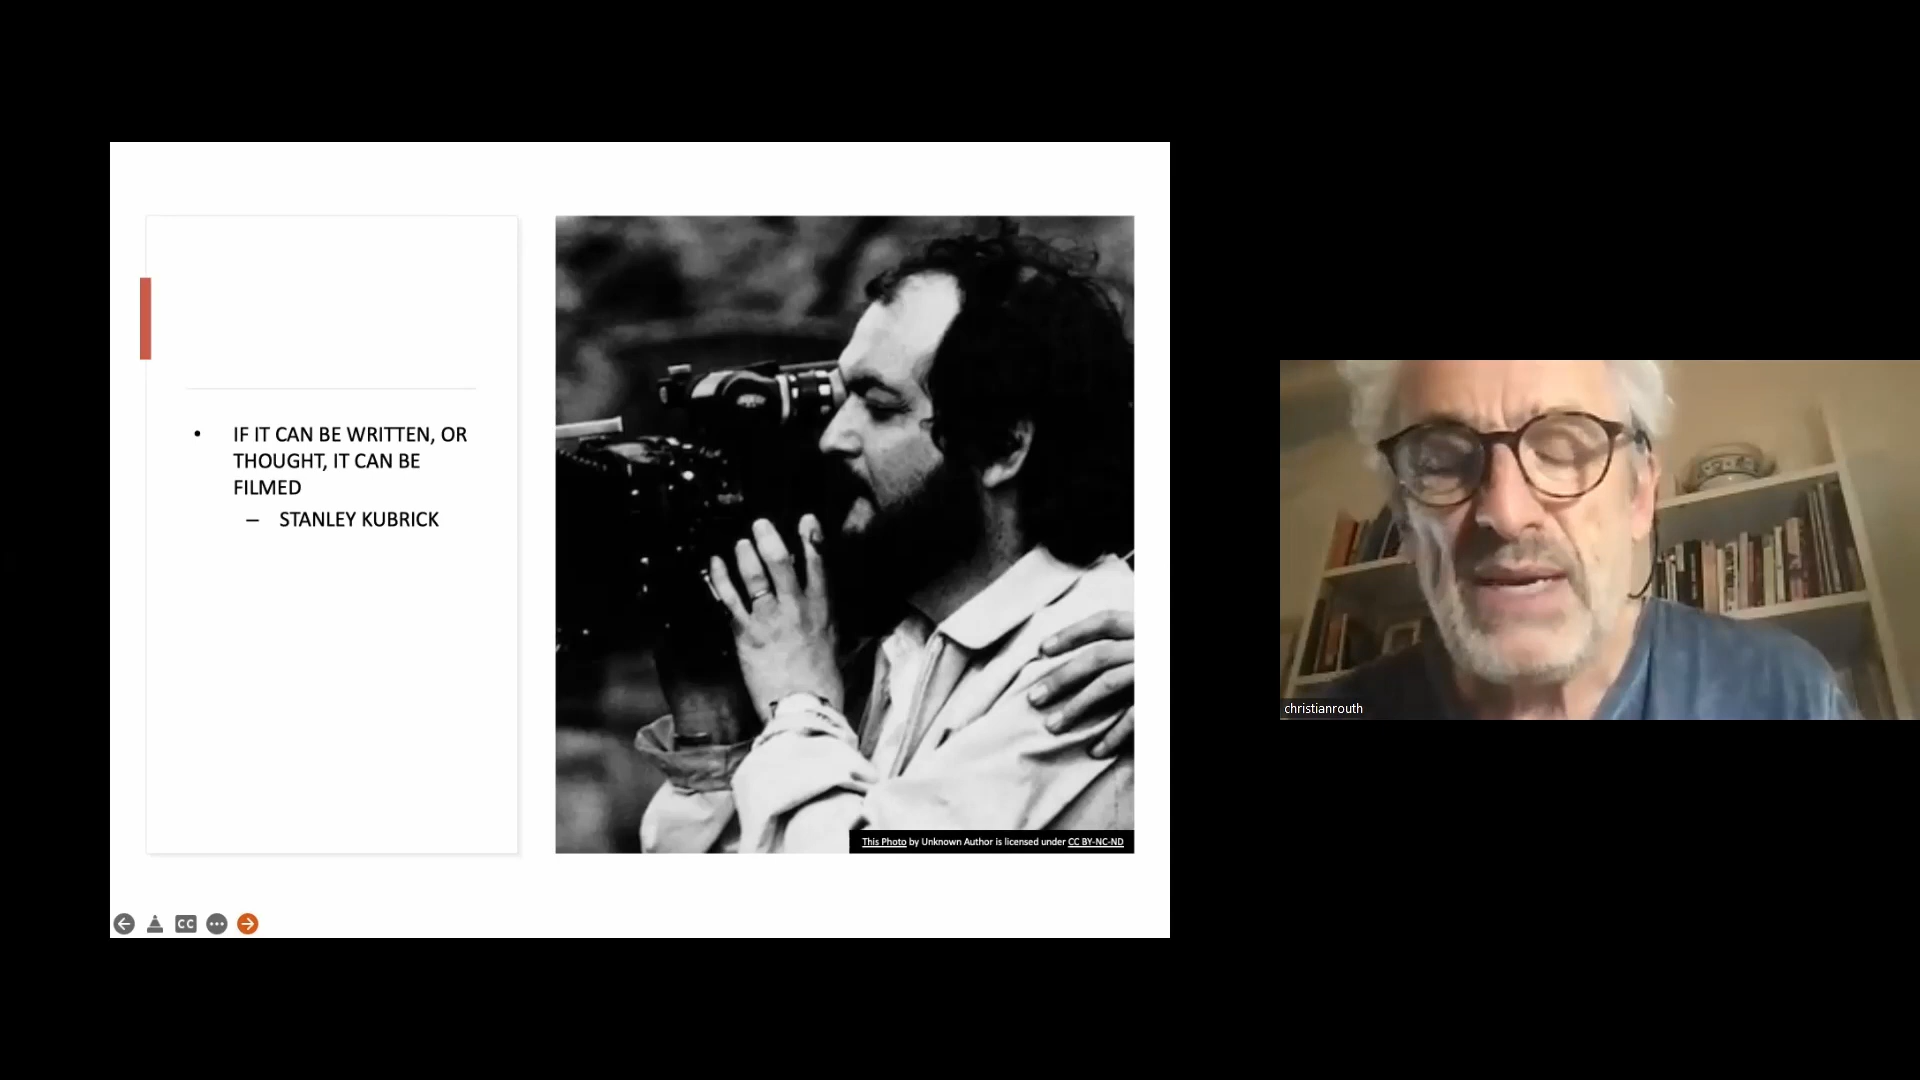 • IF IT CAN BE WRITTEN, OR
THOUGHT, IT CAN BE
FILMED
– STANLEY KUBRICK
This Photo by Unknown Author is licensed under CC BY-NC-ND
CC
christianrouth